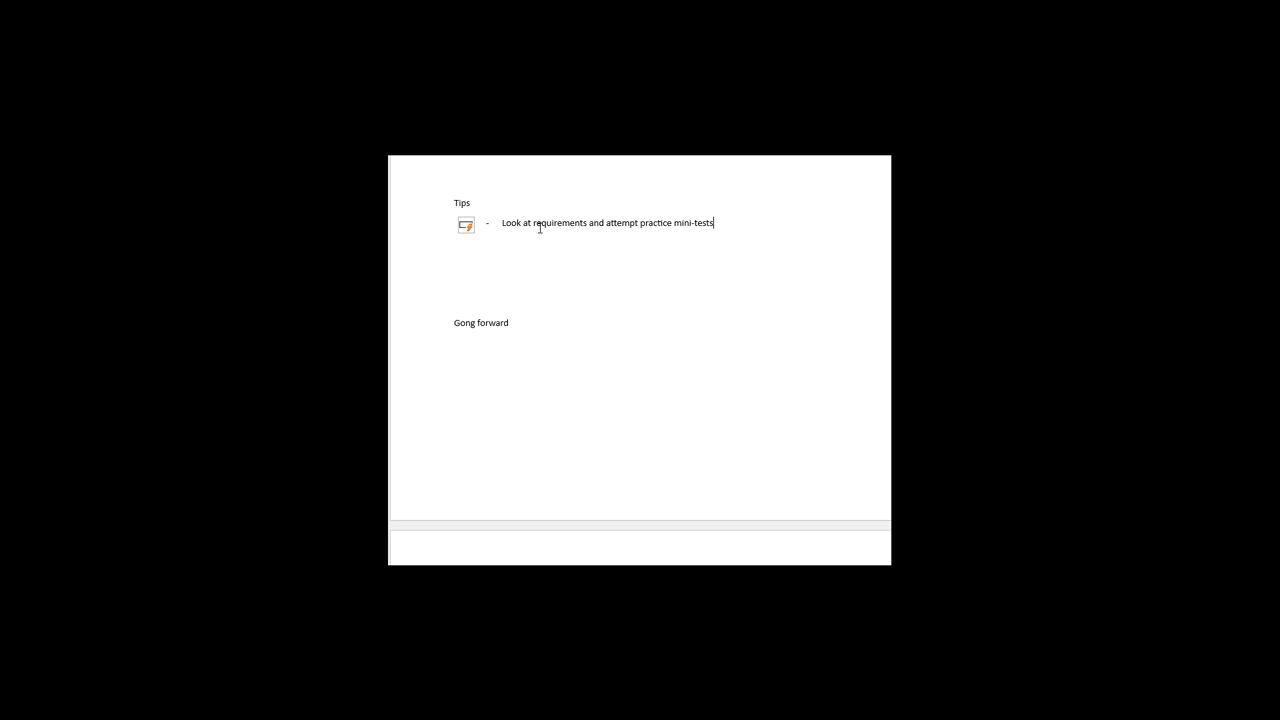 Tips
- Look at requirements and attempt practice mini-tests
Gong forward